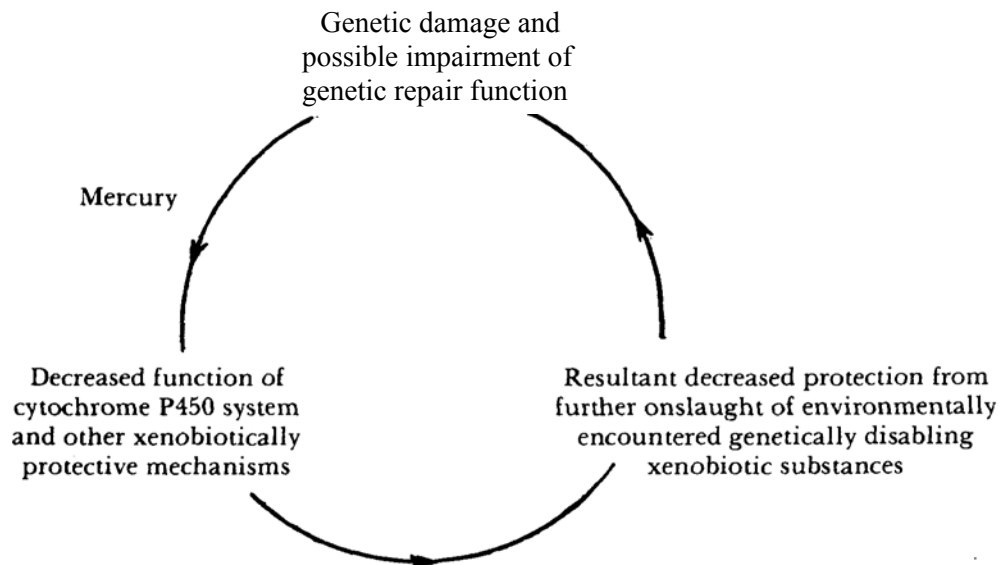 Genetic damage and
possible impairment of
genetic repair function
Mercury
Decreased function of
cytochrome P450 system
and other xenobiotically
protective mechanisms
Resultant decreased protection from
further onslaught of environmentally
encountered genetically disabling
xenobiotic substances